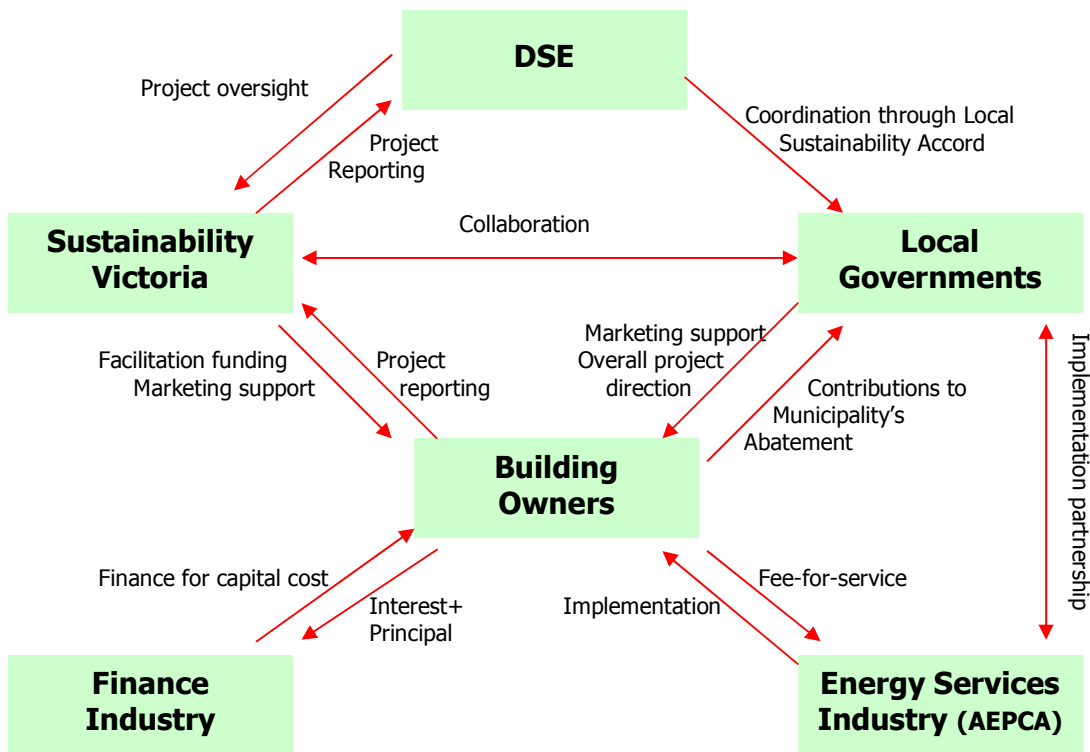 DSE
Project oversight
Project
Reporting
Coordination through Local
Sustainability Accord
Sustainability
Victoria
Collaboration
Local
Governments
Facilitation funding
Marketing support
Project
reporting
Marketing support
Overall project
direction
Contributions to
Municipality’s
Abatement
Implementation partnership
Building
Owners
Finance for capital cost
Interest+
Principal
Implementation
Fee-for-service
Finance
Industry
Energy Services
Industry (AEPCA)